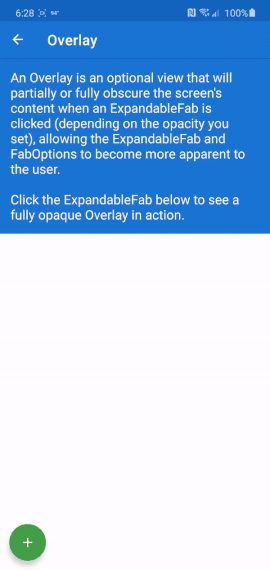 6:28 94° 100%
Overlay
An Overlay is an optional view that will
partially or fully obscure the screen's
content when an ExpandableFab is
clicked (depending on the opacity you
set), allowing the ExpandableFab and
FabOptions to become more apparent to
the user.
Click the ExpandableFab below to see a
fully opaque Overlay in action.